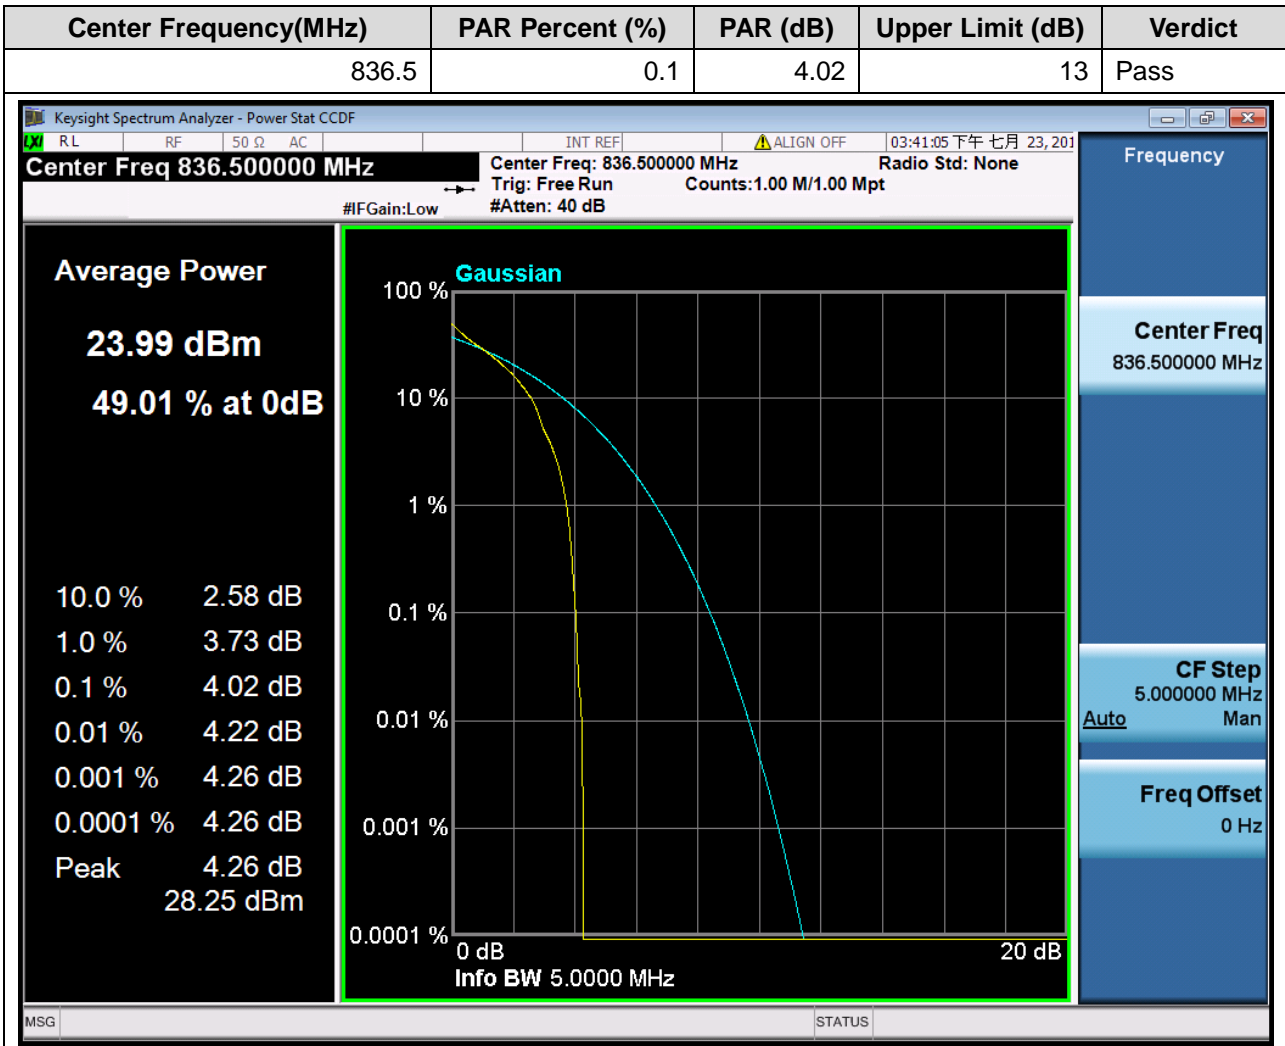 Center Frequency(MHz) PAR Percent (%) PAR (dB) Upper Limit (dB) Verdict
836.5 0.1 4.02 13 Pass
Keysight Spectrum Analyzer - Power Stat CCDF
LXI RL RF 50 Ω AC INT REF ALIGN OFF 03:41:05 下午 七月 23, 201
Center Freq 836.500000 MHz
Center Freq: 836.500000 MHz Radio Std: None
Trig: Free Run Counts:1.00 M/1.00 Mpt
#IFGain:Low #Atten: 40 dB
Average Power
23.99 dBm
49.01 % at 0dB
10.0 % 2.58 dB
1.0 % 3.73 dB
0.1 % 4.02 dB
0.01 % 4.22 dB
0.001 % 4.26 dB
0.0001 % 4.26 dB
Peak 4.26 dB
28.25 dBm
Gaussian
100 %
10 %
1 %
0.1 %
0.01 %
0.001 %
0.0001 %
0 dB 20 dB
Info BW 5.0000 MHz
Frequency
Center Freq
836.500000 MHz
CF Step
5.000000 MHz
Auto Man
Freq Offset
0 Hz
MSG STATUS